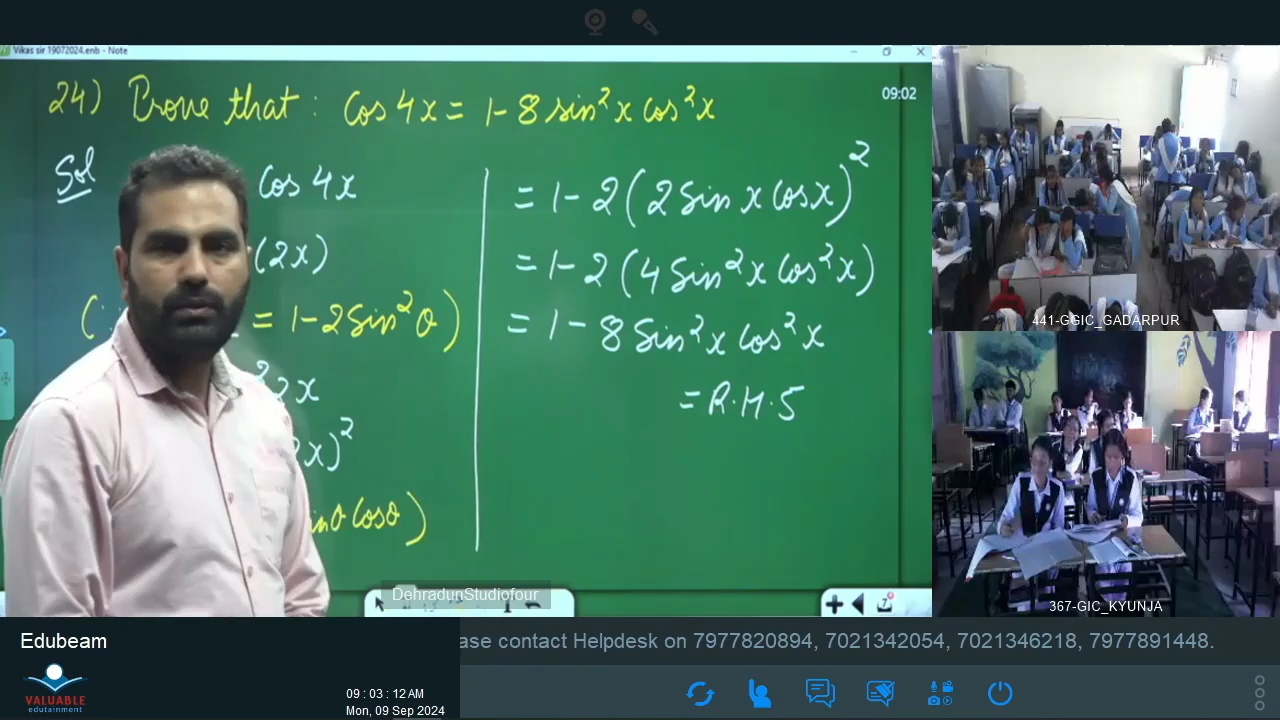 Vikas sir 19072024.enb - Note
09:02
24) Prove that : Cos 4x = 1 - 8 sin²x cos²x
Sol
Cos 4x
(2x)
= 1 - 2 Sin²θ )
2x
x)²
Cosθ )
= 1 - 2 ( 2 Sin x Cos x )²
= 1 - 2 ( 4 Sin²x Cos²x )
= 1 - 8 Sin²x Cos²x
= R.H.S
DehradunStudiofour
441-GGIC_GADARPUR
367-GIC_KYUNJA
Edubeam
contact Helpdesk on 7977820894, 7021342054, 7021346218, 7977891448.
VALUABLE
edutainment
09 : 03 : 12 AM
Mon, 09 Sep 2024